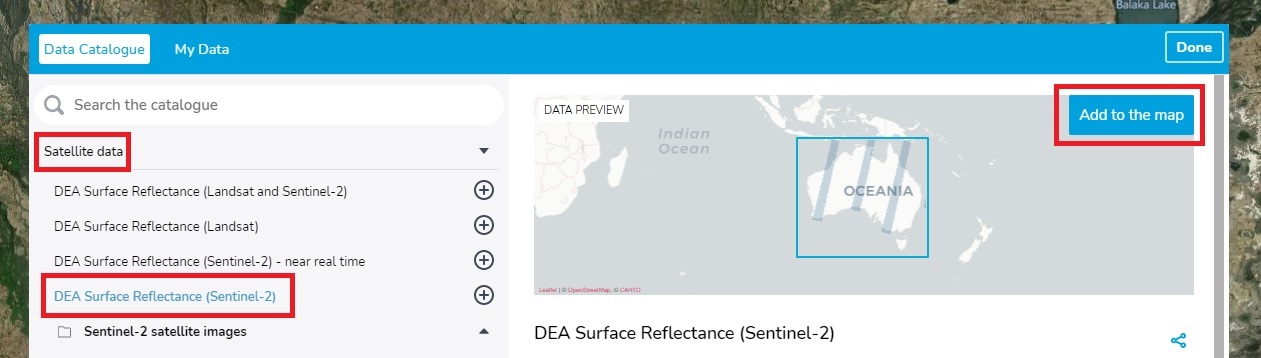 Balaka Lake
Data Catalogue
My Data
Done
Search the catalogue
Satellite data
DEA Surface Reflectance (Landsat and Sentinel-2)
DEA Surface Reflectance (Landsat)
DEA Surface Reflectance (Sentinel-2) - near real time
DEA Surface Reflectance (Sentinel-2)
Sentinel-2 satellite images
DATA PREVIEW
Add to the map
Indian
Ocean
OCEANIA
Leaflet | © OpenStreetMap, © CARTO
DEA Surface Reflectance (Sentinel-2)